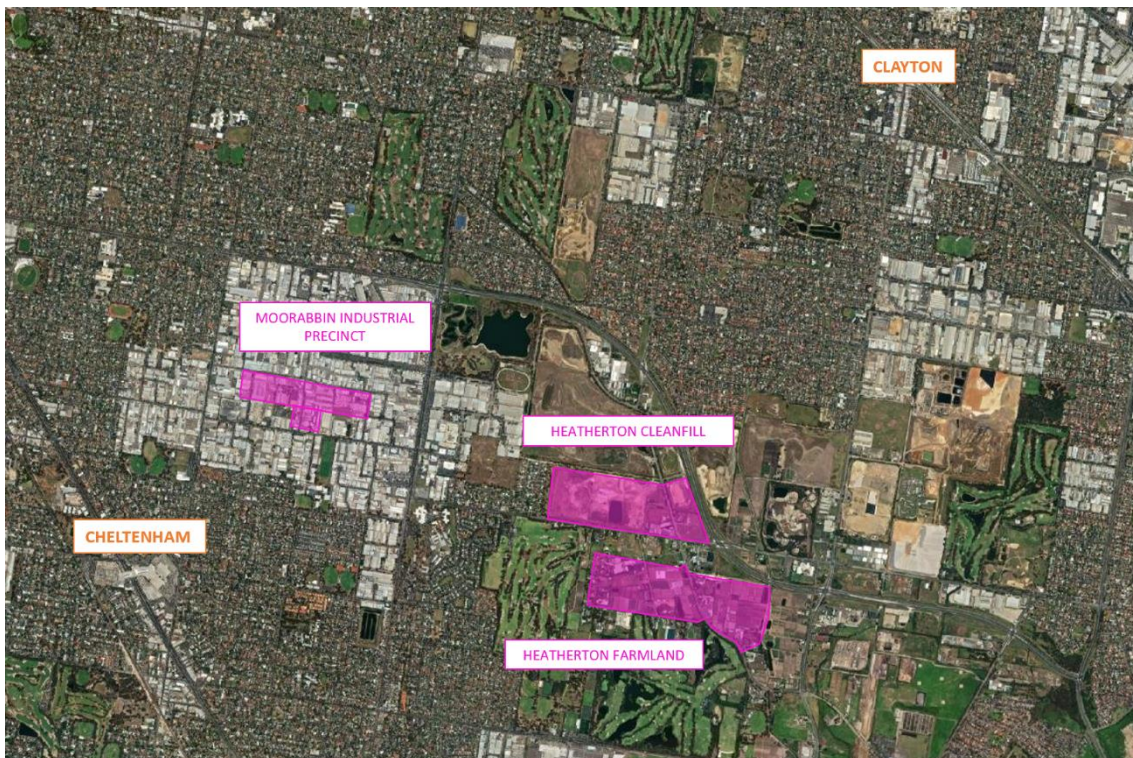 CLAYTON
MOORABBIN INDUSTRIAL
PRECINCT
HEATHERTON CLEANFILL
CHELTENHAM
HEATHERTON FARMLAND